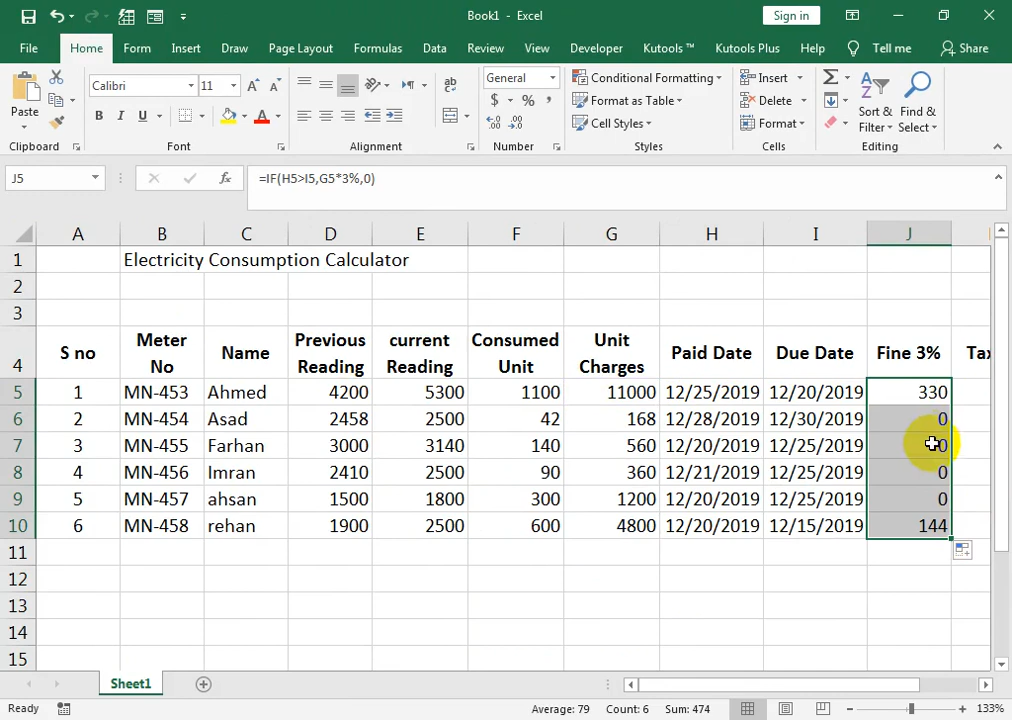 Book1 - Excel
Sign in
File Home Form Insert Draw Page Layout Formulas Data Review View Developer Kutools ™ Kutools Plus Help Tell me Share
Paste
Calibri 11 A A
B I U A
ab
General
$ % ,
Conditional Formatting
Format as Table
Cell Styles
Insert
Delete
Format
Σ
Sort & Filter
Find & Select
Clipboard Font Alignment Number Styles Cells Editing
J5 fx =IF(H5>I5,G5*3%,0)
A B C D E F G H I J
1 Electricity Consumption Calculator
2
3
4 S no Meter No Name Previous Reading current Reading Consumed Unit Unit Charges Paid Date Due Date Fine 3%
5 1 MN-453 Ahmed 4200 5300 1100 11000 12/25/2019 12/20/2019 330
6 2 MN-454 Asad 2458 2500 42 168 12/28/2019 12/30/2019 0
7 3 MN-455 Farhan 3000 3140 140 560 12/20/2019 12/25/2019 0
8 4 MN-456 Imran 2410 2500 90 360 12/21/2019 12/25/2019 0
9 5 MN-457 ahsan 1500 1800 300 1200 12/20/2019 12/25/2019 0
10 6 MN-458 rehan 1900 2500 600 4800 12/20/2019 12/15/2019 144
11
12
13
14
15
Sheet1
Ready Average: 79 Count: 6 Sum: 474 133%